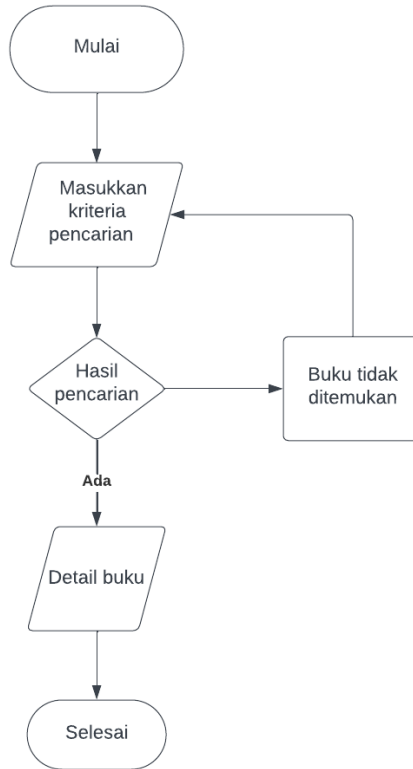 Mulai
Masukkan
kriteria
pencarian
Hasil
pencarian
Buku tidak
ditemukan
Ada
Detail buku
Selesai